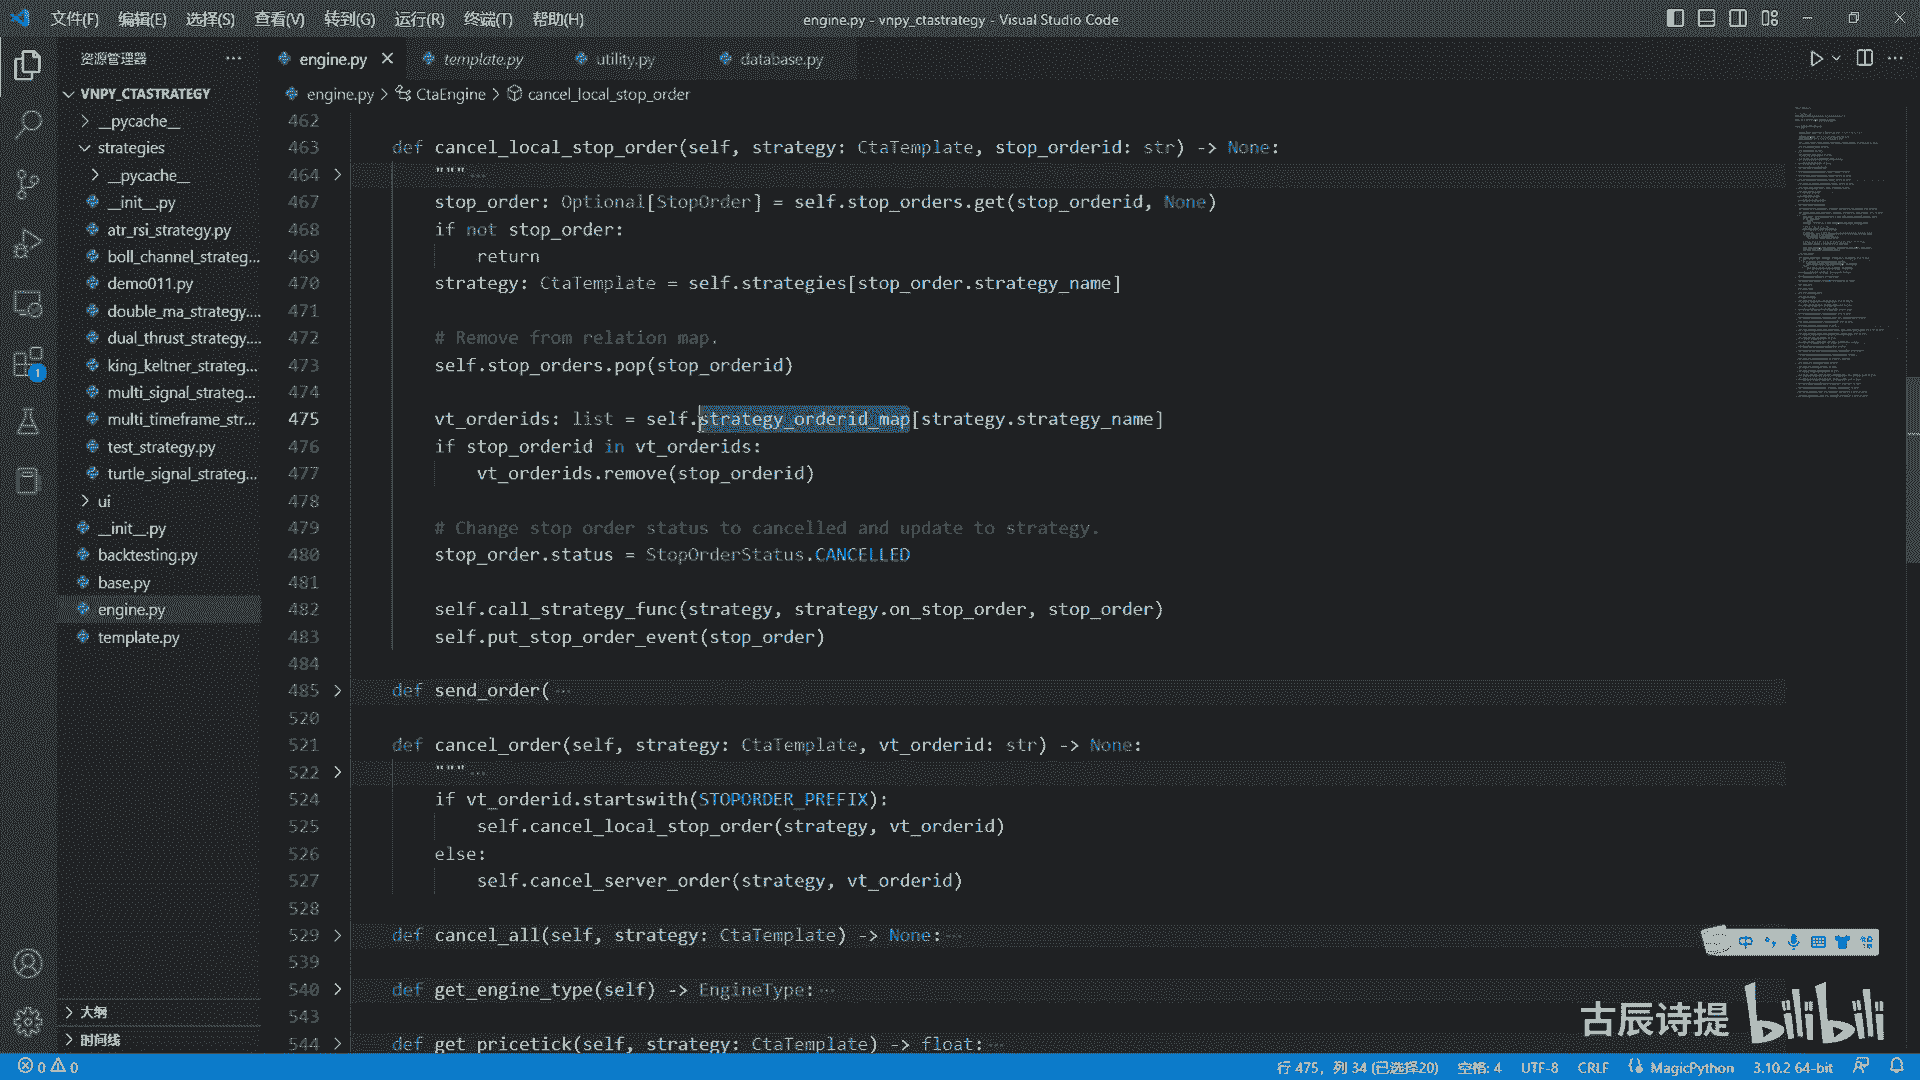 文件(F) 编辑(E) 选择(S) 查看(V) 转到(G) 运行(R) 终端(T) 帮助(H)
engine.py - vnpy_ctastrategy - Visual Studio Code
资源管理器
VNPY_CTASTRATEGY
__pycache__
strategies
__pycache__
__init__.py
atr_rsi_strategy.py
boll_channel_strateg...
demo011.py
double_ma_strategy....
dual_thrust_strategy....
king_keltner_strateg...
multi_signal_strateg...
multi_timeframe_str...
test_strategy.py
turtle_signal_strateg...
ui
__init__.py
backtesting.py
base.py
engine.py
template.py
大纲
时间线
engine.py template.py utility.py database.py
engine.py > CtaEngine > cancel_local_stop_order
462
463 def cancel_local_stop_order(self, strategy: CtaTemplate, stop_orderid: str) -> None:
464 """ ...
467 stop_order: Optional[StopOrder] = self.stop_orders.get(stop_orderid, None)
468 if not stop_order:
469 return
470 strategy: CtaTemplate = self.strategies[stop_order.strategy_name]
471
472 # Remove from relation map.
473 self.stop_orders.pop(stop_orderid)
474
475 vt_orderids: list = self.strategy_orderid_map[strategy.strategy_name]
476 if stop_orderid in vt_orderids:
477 vt_orderids.remove(stop_orderid)
478
479 # Change stop order status to cancelled and update to strategy.
480 stop_order.status = StopOrderStatus.CANCELLED
481
482 self.call_strategy_func(strategy, strategy.on_stop_order, stop_order)
483 self.put_stop_order_event(stop_order)
484
485 def send_order( ...
520
521 def cancel_order(self, strategy: CtaTemplate, vt_orderid: str) -> None:
522 """ ...
524 if vt_orderid.startswith(STOPORDER_PREFIX):
525 self.cancel_local_stop_order(strategy, vt_orderid)
526 else:
527 self.cancel_server_order(strategy, vt_orderid)
528
529 def cancel_all(self, strategy: CtaTemplate) -> None: ...
539
540 def get_engine_type(self) -> EngineType: ...
543
544 def get_pricetick(self, strategy: CtaTemplate) -> float: ...
1
中
古辰诗提 bilibili
0 0 行 475，列 34 (已选择20) 空格: 4 UTF-8 CRLF MagicPython 3.10.2 64-bit